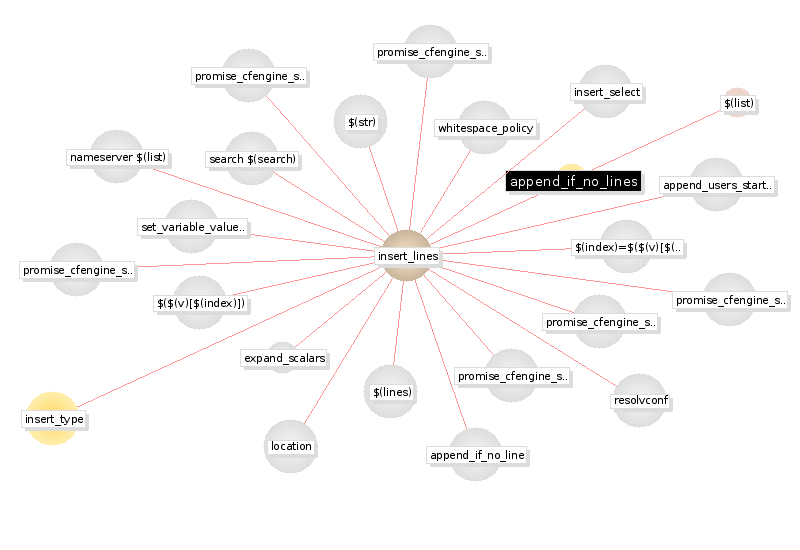 promise_cfengine_s..
promise_cfengine_s..
insert_select
$(list)
$(str)
whitespace_policy
nameserver $(list)
search $(search)
append_if_no_lines
append_users_start..
set_variable_value..
$(index)=$($(v)[$(..
insert_lines
promise_cfengine_s..
$($(v)[$(index)])
promise_cfengine_s..
promise_cfengine_s..
expand_scalars
promise_cfengine_s..
$(lines)
resolvconf
insert_type
location
append_if_no_line